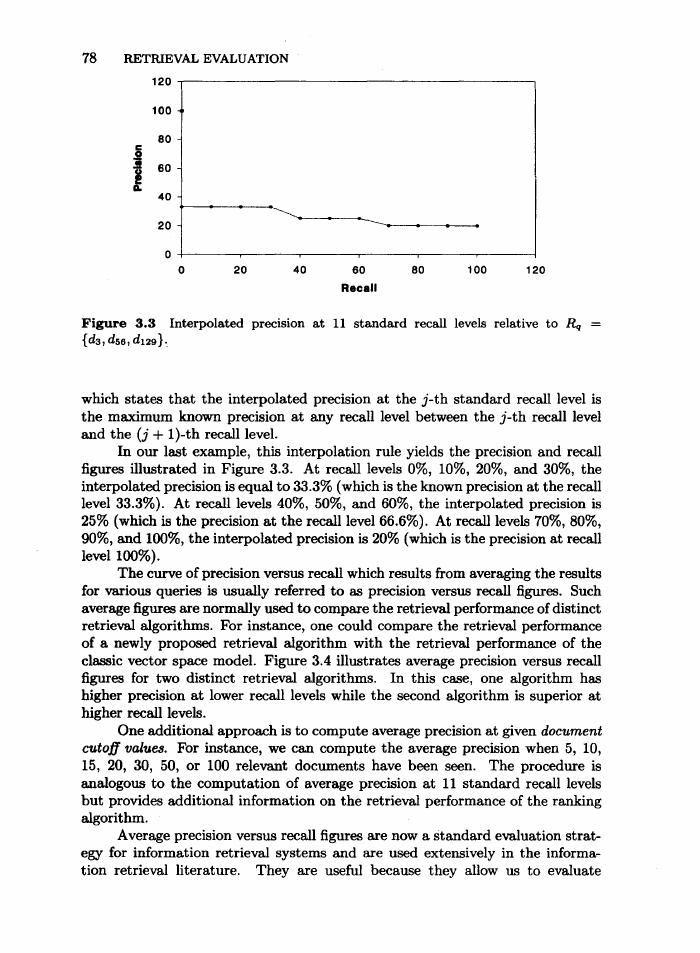 78 RETRIEVAL EVALUATION
120
100
80
60
40
20
0
Precision
0 20 40 60 80 100 120
Recall
Figure 3.3 Interpolated precision at 11 standard recall levels relative to Rq =
{d3, d56, d129}.
which states that the interpolated precision at the j-th standard recall level is
the maximum known precision at any recall level between the j-th recall level
and the (j + 1)-th recall level.
In our last example, this interpolation rule yields the precision and recall
figures illustrated in Figure 3.3. At recall levels 0%, 10%, 20%, and 30%, the
interpolated precision is equal to 33.3% (which is the known precision at the recall
level 33.3%). At recall levels 40%, 50%, and 60%, the interpolated precision is
25% (which is the precision at the recall level 66.6%). At recall levels 70%, 80%,
90%, and 100%, the interpolated precision is 20% (which is the precision at recall
level 100%).
The curve of precision versus recall which results from averaging the results
for various queries is usually referred to as precision versus recall figures. Such
average figures are normally used to compare the retrieval performance of distinct
retrieval algorithms. For instance, one could compare the retrieval performance
of a newly proposed retrieval algorithm with the retrieval performance of the
classic vector space model. Figure 3.4 illustrates average precision versus recall
figures for two distinct retrieval algorithms. In this case, one algorithm has
higher precision at lower recall levels while the second algorithm is superior at
higher recall levels.
One additional approach is to compute average precision at given document
cutoff values. For instance, we can compute the average precision when 5, 10,
15, 20, 30, 50, or 100 relevant documents have been seen. The procedure is
analogous to the computation of average precision at 11 standard recall levels
but provides additional information on the retrieval performance of the ranking
algorithm.
Average precision versus recall figures are now a standard evaluation strat-
egy for information retrieval systems and are used extensively in the informa-
tion retrieval literature. They are useful because they allow us to evaluate